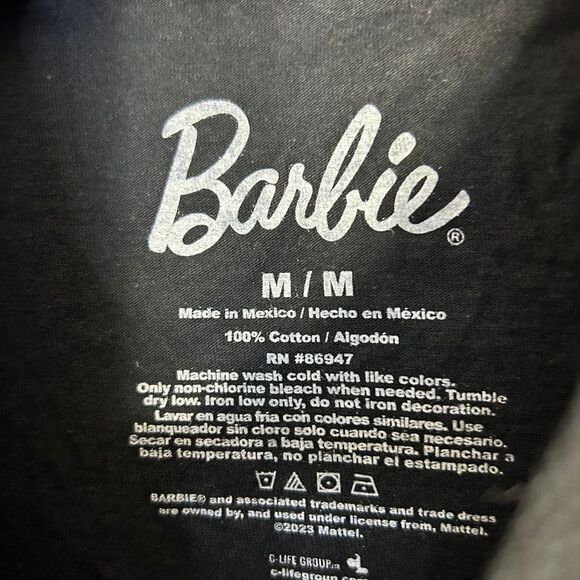 Barbie®
M / M
Made in Mexico / Hecho en México
100% Cotton / Algodón
RN #86947
Machine wash cold with like colors.
Only non-chlorine bleach when needed. Tumble
dry low. Iron low only, do not iron decoration.
Lavar en agua fría con colores similares. Use
blanqueador sin cloro solo cuando sea necesario.
Secar en secadora a baja temperatura. Planchar a
baja temperatura, no planchar el estampado.
BARBIE® and associated trademarks and trade dress
are owned by, and used under license from, Mattel.
©2023 Mattel.
C-LIFE GROUP